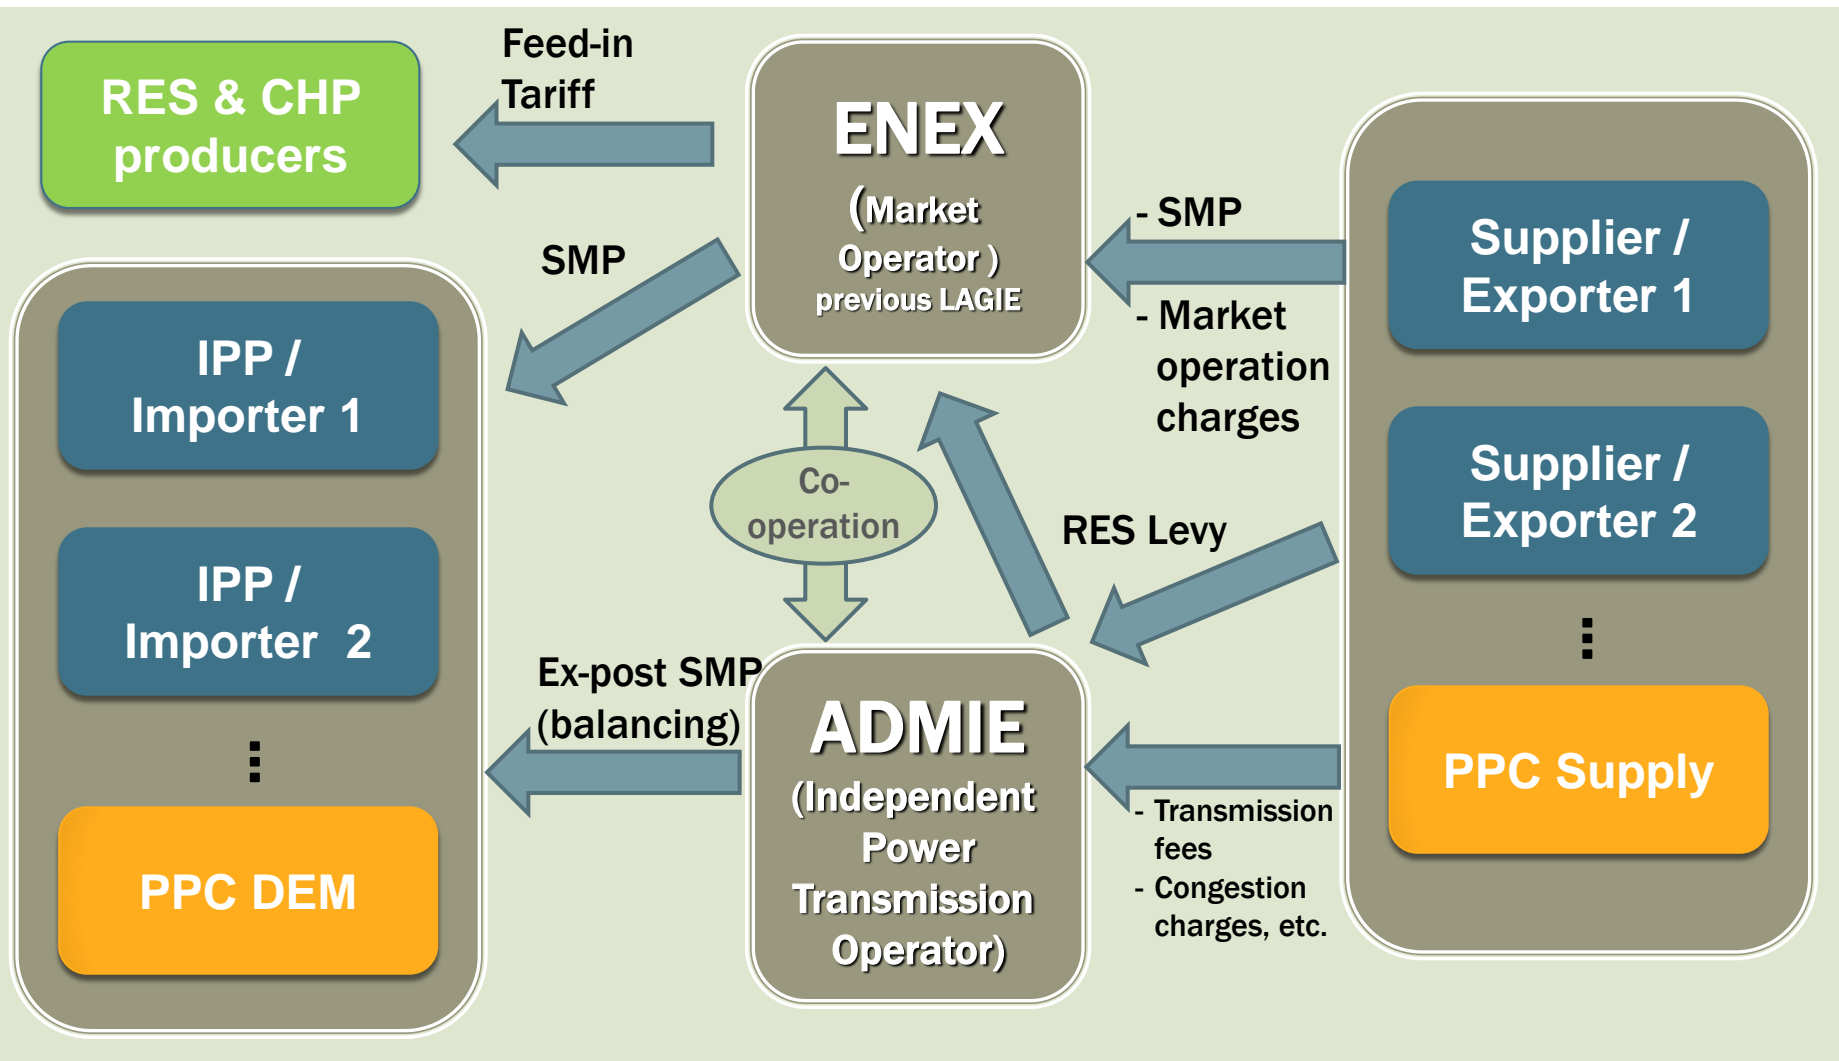 RES & CHP
producers
Feed-in
Tariff
ENEX
(Market
Operator )
previous LAGIE
SMP
- SMP
- Market
operation
charges
Supplier /
Exporter 1
IPP /
Importer 1
Co-
operation
RES Levy
Supplier /
Exporter 2
...
IPP /
Importer 2
...
PPC DEM
Ex-post SMP
(balancing)
ADMIE
(Independent
Power
Transmission
Operator)
- Transmission
fees
- Congestion
charges, etc.
PPC Supply